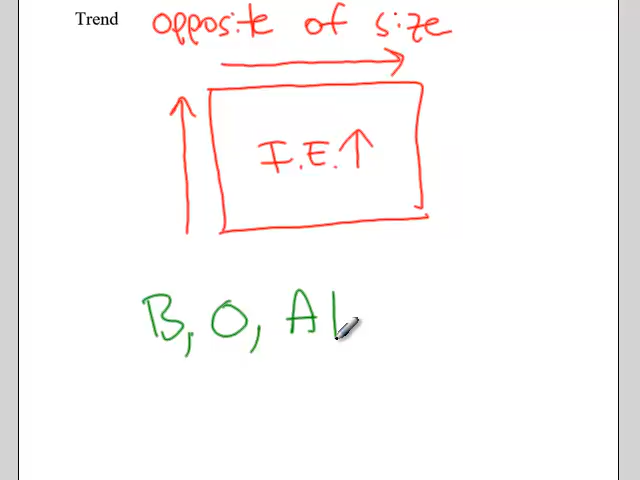 Trend opposite of size
I.E.↑
B, O, Al